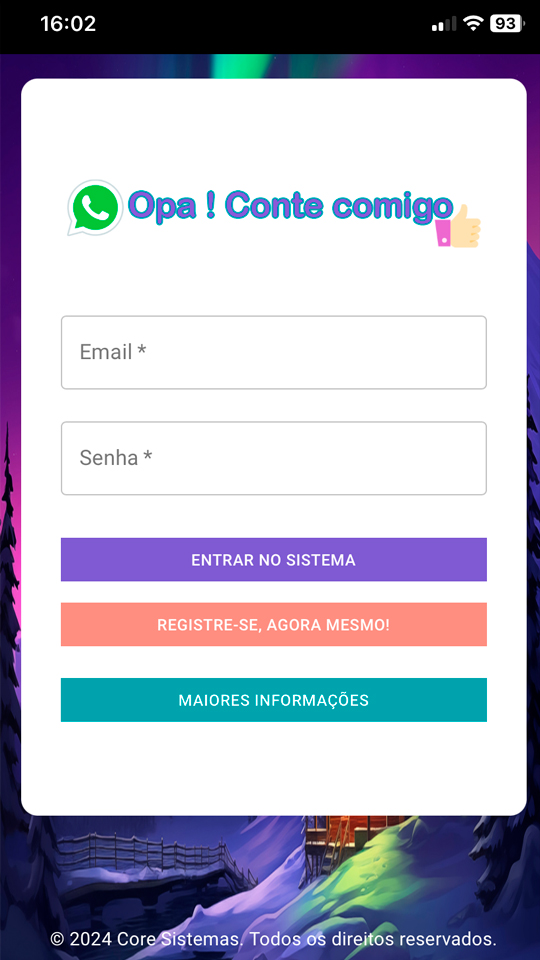 16:02
93
Opa ! Conte comigo
Email *
Senha *
ENTRAR NO SISTEMA
REGISTRE-SE, AGORA MESMO!
MAIORES INFORMAÇÕES
© 2024 Core Sistemas. Todos os direitos reservados.